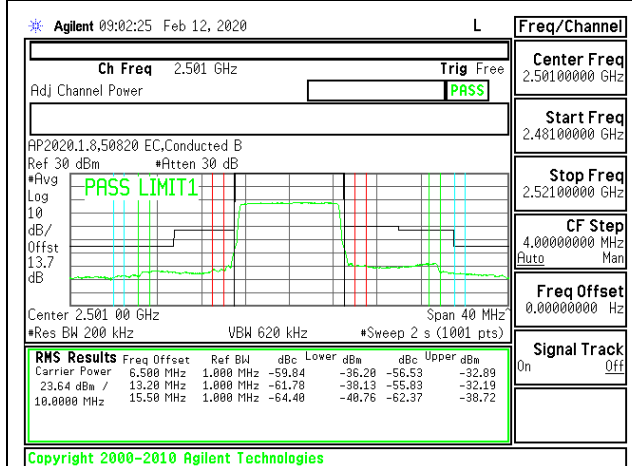 Agilent 09:02:25 Feb 12, 2020 L
Freq/Channel
Ch Freq 2.501 GHz Trig Free
Adj Channel Power PASS
AP2020.1.8,50820 EC,Conducted B
Ref 30 dBm #Atten 30 dB
#Avg
Log
10
dB/
Offst
13.7
dB
PASS LIMIT1
Center 2.501 00 GHz Span 40 MHz^
#Res BW 200 kHz VBW 620 kHz #Sweep 2 s (1001 pts)
RMS Results Freq Offset Ref BW dBc Lower dBm dBc Upper dBm
Carrier Power 6.500 MHz 1.000 MHz -59.84 -36.20 -56.53 -32.89
23.64 dBm / 13.20 MHz 1.000 MHz -61.78 -38.13 -55.83 -32.19
10.0000 MHz 15.50 MHz 1.000 MHz -64.40 -40.76 -62.37 -38.72
Center Freq
2.50100000 GHz
Start Freq
2.48100000 GHz
Stop Freq
2.52100000 GHz
CF Step
4.00000000 MHz
Auto Man
Freq Offset
0.00000000 Hz
Signal Track
On Off
Copyright 2000-2010 Agilent Technologies